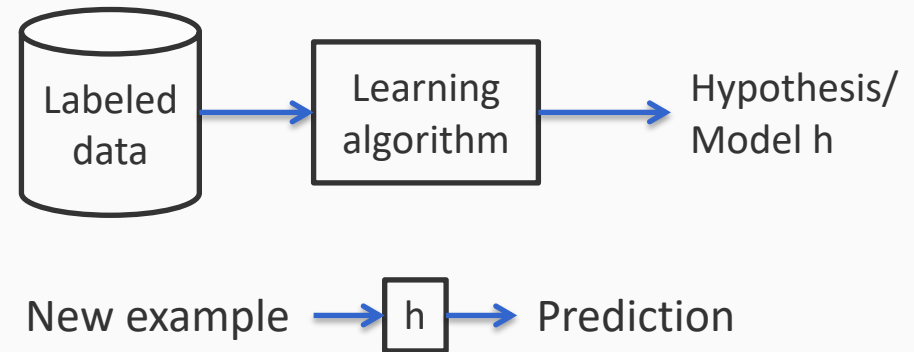 Labeled
data
Learning
algorithm
Hypothesis/
Model h
New example
h
Prediction